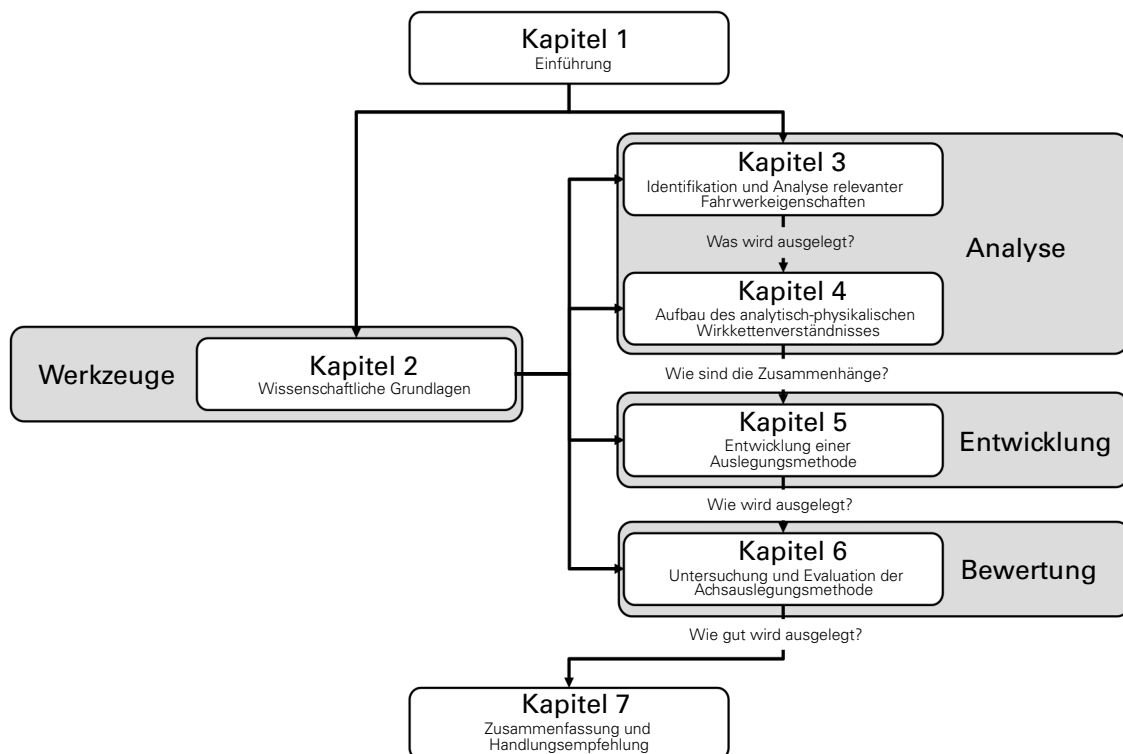 Kapitel 1
Einführung
Kapitel 3
Identifikation und Analyse relevanter
Fahrwerkeigenschaften
Was wird ausgelegt?
Analyse
Kapitel 4
Aufbau des analytisch-physikalischen
Wirkkettenverständnisses
Werkzeuge
Kapitel 2
Wissenschaftliche Grundlagen
Wie sind die Zusammenhänge?
Kapitel 5
Entwicklung einer
Auslegungsmethode
Entwicklung
Wie wird ausgelegt?
Kapitel 6
Untersuchung und Evaluation der
Achsauslegungsmethode
Bewertung
Wie gut wird ausgelegt?
Kapitel 7
Zusammenfassung und
Handlungsempfehlung